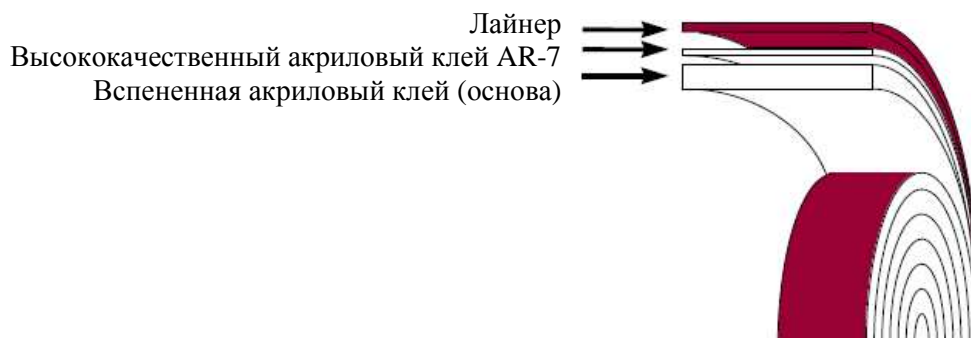 Лайнер
Высококачественный акриловый клей AR-7
Вспененная акриловый клей (основа)